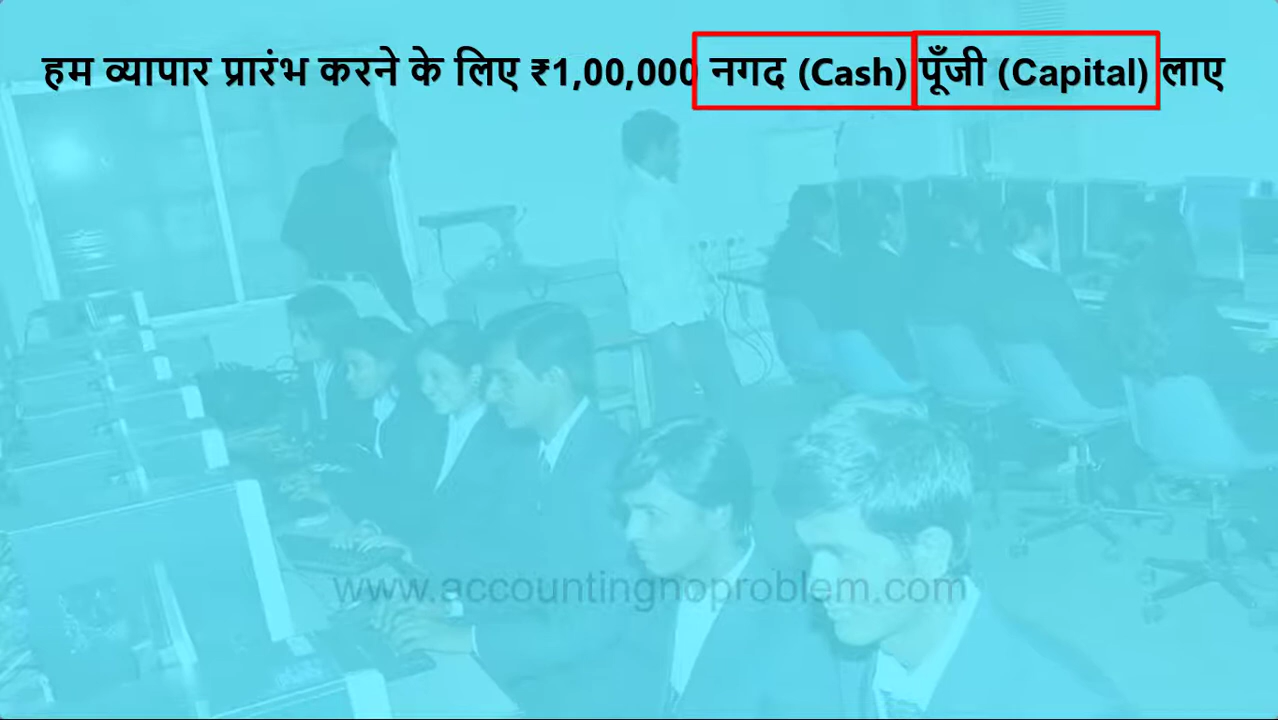 हम व्यापार प्रारंभ करने के लिए ₹1,00,000 नगद (Cash) पूँजी (Capital) लाए
www.accountingnoproblem.com